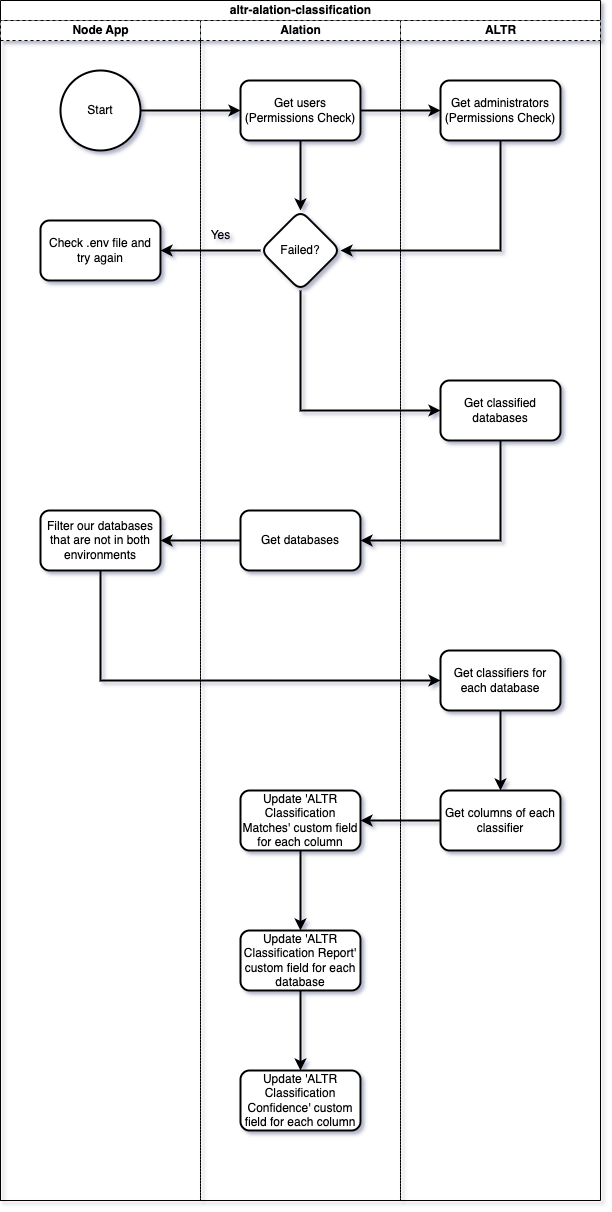 altr-alation-classification
Node App
Alation
ALTR
Start
Get users
(Permissions Check)
Get administrators
(Permissions Check)
Yes
Failed?
Check .env file and
try again
Get classified
databases
Filter our databases
that are not in both
environments
Get databases
Get classifiers for
each database
Update 'ALTR
Classification
Matches' custom field
for each column
Get columns of each
classifier
Update 'ALTR
Classification Report'
custom field for each
database
Update 'ALTR
Classification
Confidence' custom
field for each column